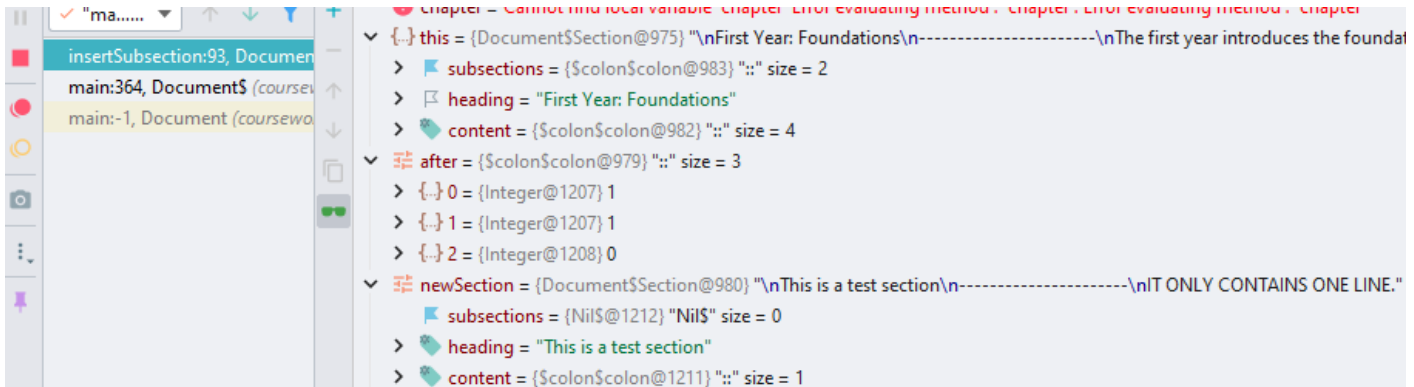 "ma......
chapter = Cannot find local variable 'chapter' Error evaluating method : 'chapter': Error evaluating method : 'chapter'
insertSubsection:93, Documen
main:364, Document$ (coursew
main:-1, Document (coursewo
this = {Document$Section@975} "\nFirst Year: Foundations\n-----------------------\nThe first year introduces the foundat
subsections = {$colon$colon@983} "::" size = 2
heading = "First Year: Foundations"
content = {$colon$colon@982} "::" size = 4
after = {$colon$colon@979} "::" size = 3
0 = {Integer@1207} 1
1 = {Integer@1207} 1
2 = {Integer@1208} 0
newSection = {Document$Section@980} "\nThis is a test section\n----------------------\nIT ONLY CONTAINS ONE LINE."
subsections = {Nil$@1212} "Nil$" size = 0
heading = "This is a test section"
content = {$colon$colon@1211} "::" size = 1